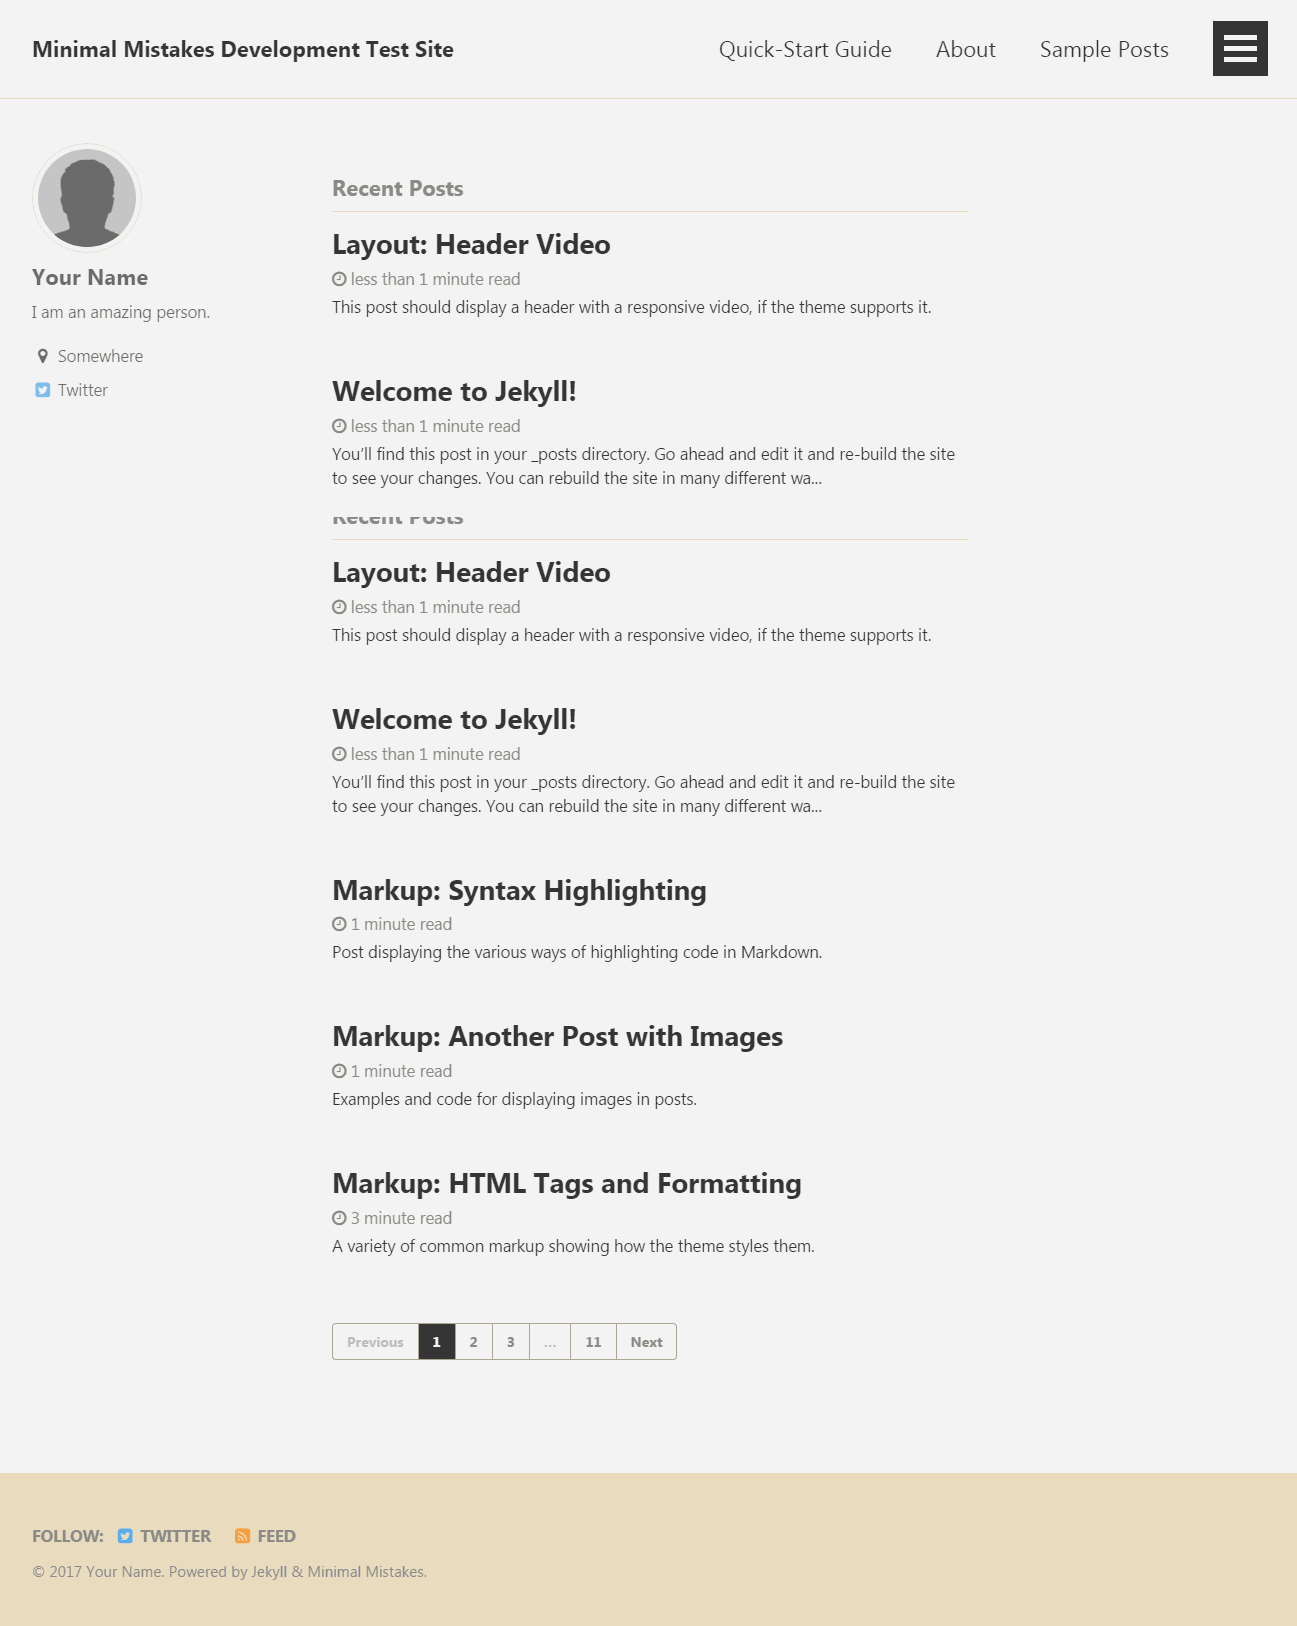 Minimal Mistakes Development Test Site
Quick-Start Guide
About
Sample Posts
Your Name
I am an amazing person.
Somewhere
Twitter
Recent Posts
Layout: Header Video
less than 1 minute read
This post should display a header with a responsive video, if the theme supports it.
Welcome to Jekyll!
less than 1 minute read
You’ll find this post in your _posts directory. Go ahead and edit it and re-build the site
to see your changes. You can rebuild the site in many different wa...
Recent Posts
Layout: Header Video
less than 1 minute read
This post should display a header with a responsive video, if the theme supports it.
Welcome to Jekyll!
less than 1 minute read
You’ll find this post in your _posts directory. Go ahead and edit it and re-build the site
to see your changes. You can rebuild the site in many different wa...
Markup: Syntax Highlighting
1 minute read
Post displaying the various ways of highlighting code in Markdown.
Markup: Another Post with Images
1 minute read
Examples and code for displaying images in posts.
Markup: HTML Tags and Formatting
3 minute read
A variety of common markup showing how the theme styles them.
Previous 1 2 3 … 11 Next
FOLLOW: TWITTER FEED
© 2017 Your Name. Powered by Jekyll & Minimal Mistakes.